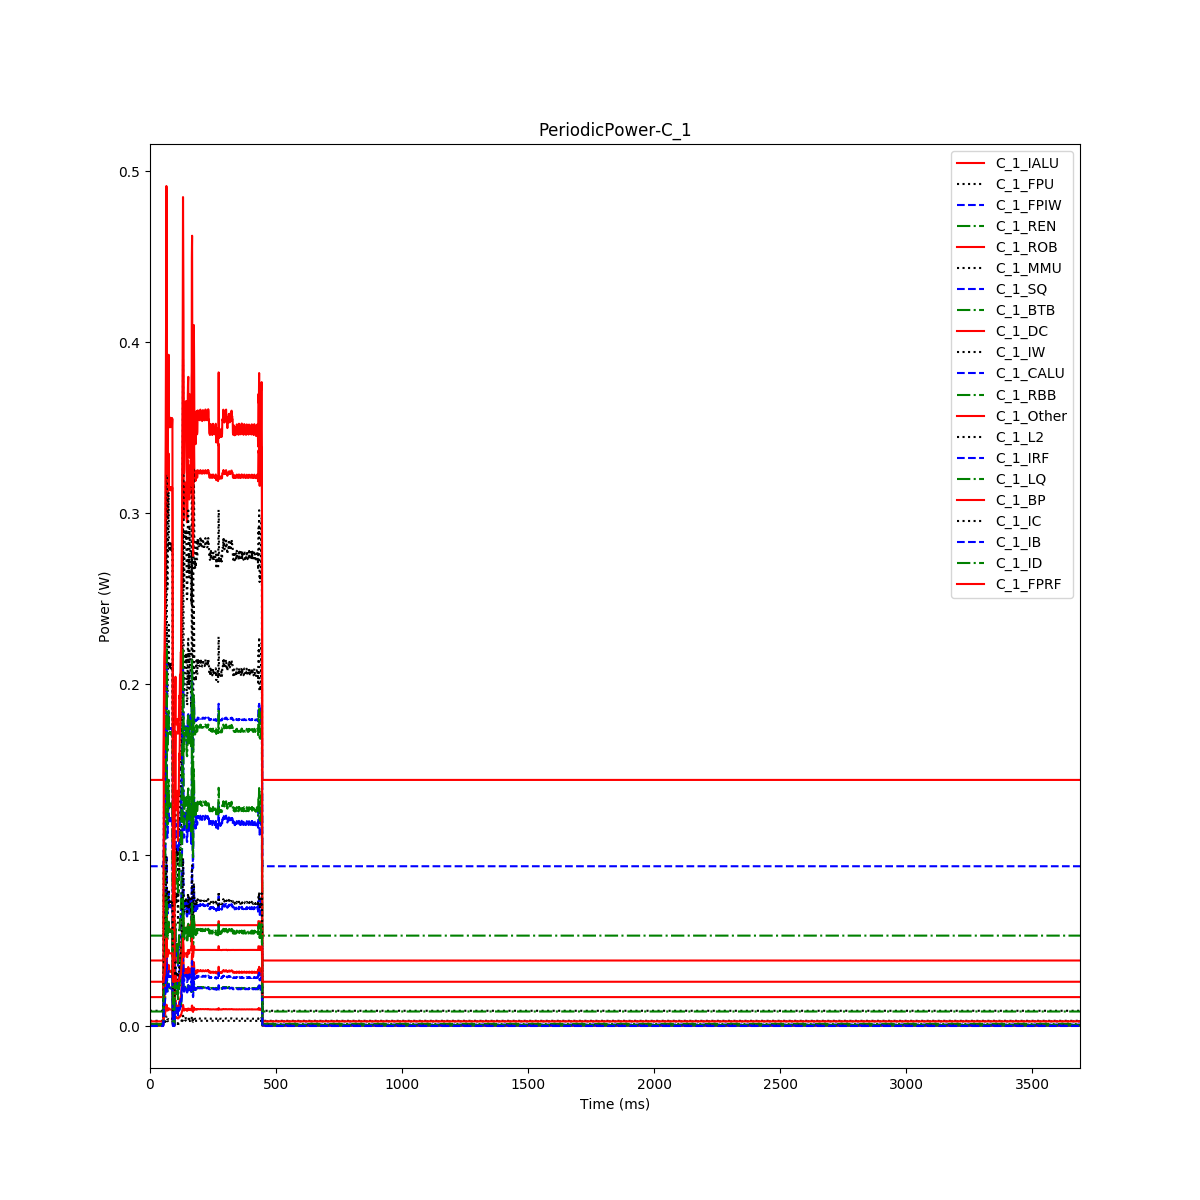 PeriodicPower-C_1
0.5
0.4
0.3
0.2
0.1
0.0
Power (W)
0
500
1000
1500
2000
2500
3000
3500
Time (ms)
C_1_IALU
C_1_FPU
C_1_FPIW
C_1_REN
C_1_ROB
C_1_MMU
C_1_SQ
C_1_BTB
C_1_DC
C_1_IW
C_1_CALU
C_1_RBB
C_1_Other
C_1_L2
C_1_IRF
C_1_LQ
C_1_BP
C_1_IC
C_1_IB
C_1_ID
C_1_FPRF